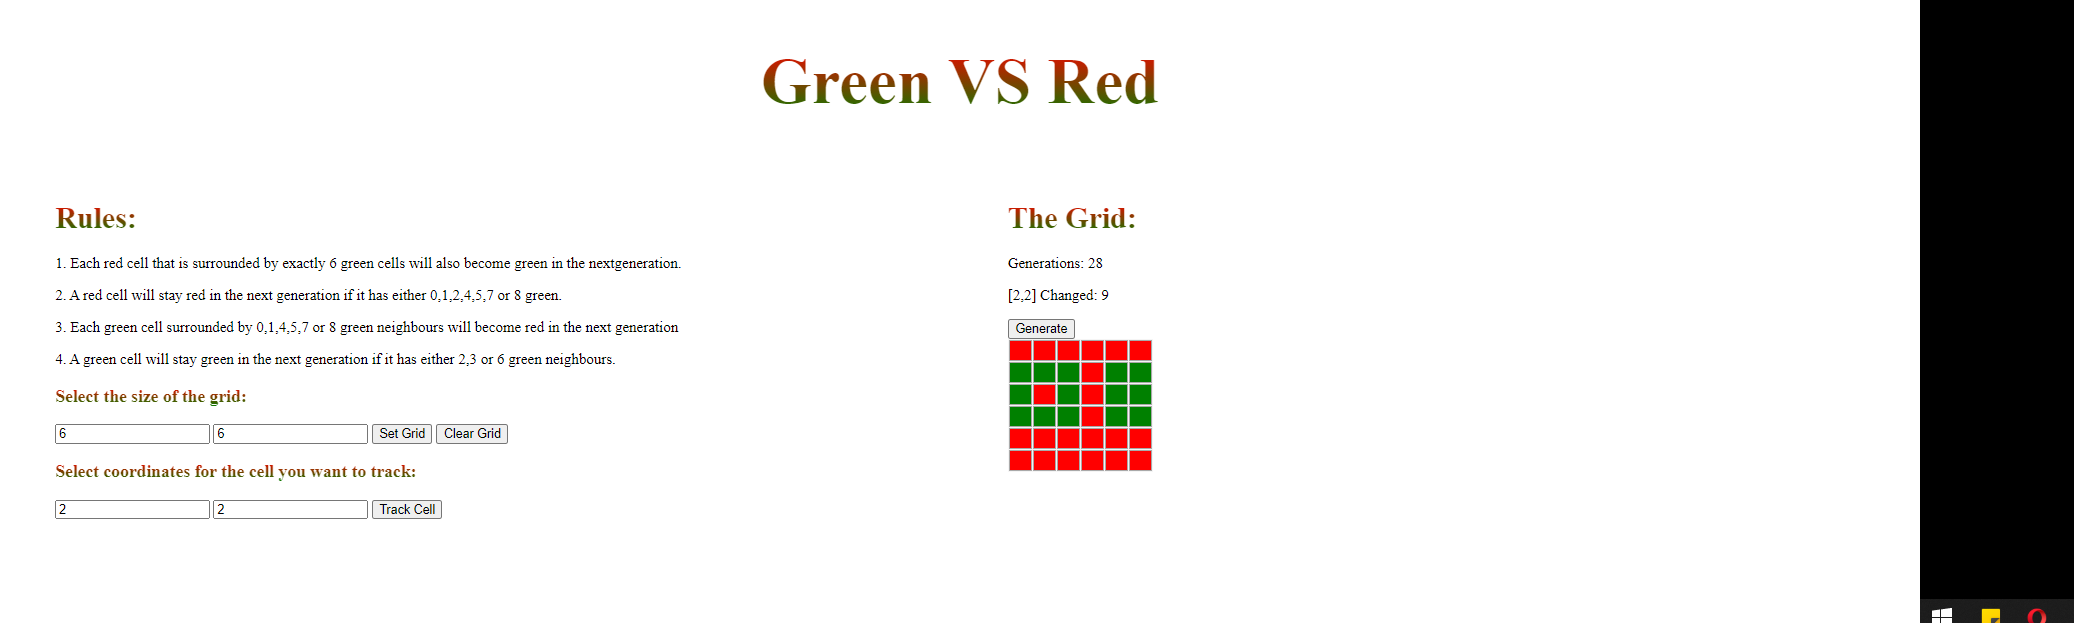 Green VS Red
Rules:
1. Each red cell that is surrounded by exactly 6 green cells will also become green in the nextgeneration.
2. A red cell will stay red in the next generation if it has either 0,1,2,4,5,7 or 8 green.
3. Each green cell surrounded by 0,1,4,5,7 or 8 green neighbours will become red in the next generation
4. A green cell will stay green in the next generation if it has either 2,3 or 6 green neighbours.
Select the size of the grid:
6 6 Set Grid Clear Grid
Select coordinates for the cell you want to track:
2 2 Track Cell
The Grid:
Generations: 28
[2,2] Changed: 9
Generate